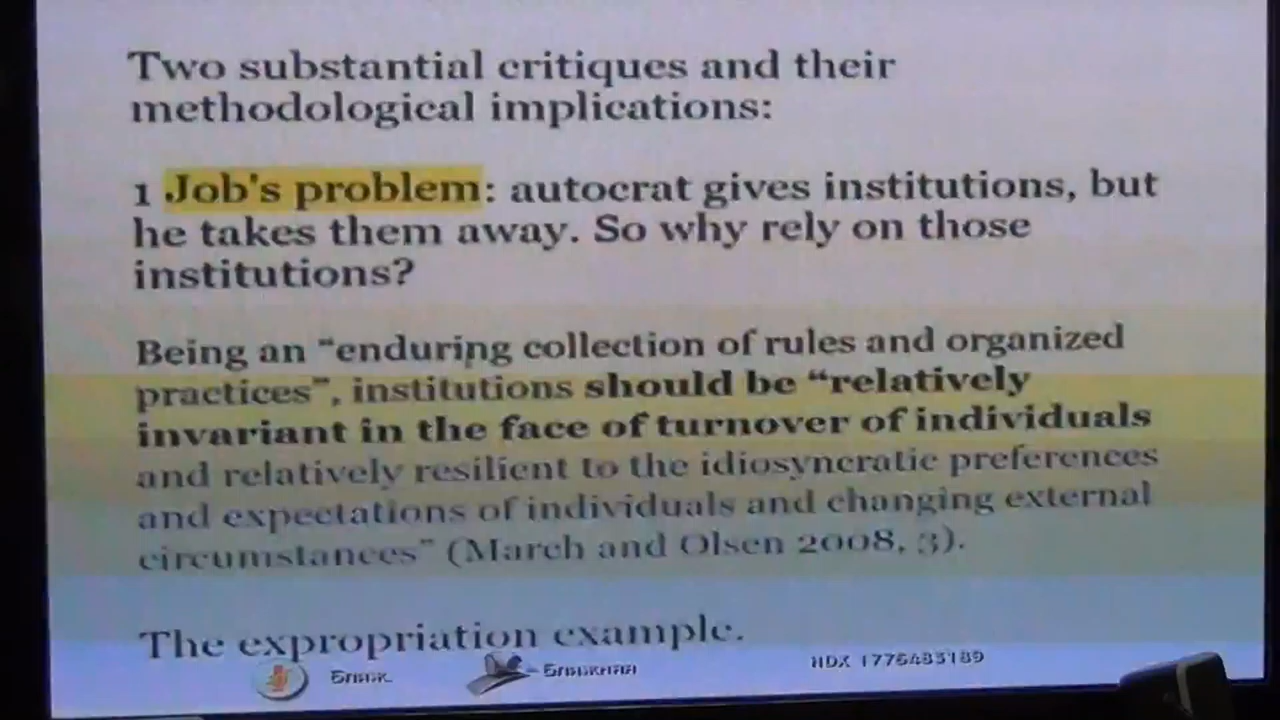 Two substantial critiques and their
methodological implications:
1 Job's problem: autocrat gives institutions, but
he takes them away. So why rely on those
institutions?
Being an “enduring collection of rules and organized
practices”, institutions should be “relatively
invariant in the face of turnover of individuals
and relatively resilient to the idiosyncratic preferences
and expectations of individuals and changing external
circumstances” (March and Olsen 2008, 3).
The expropriation example.
HDX